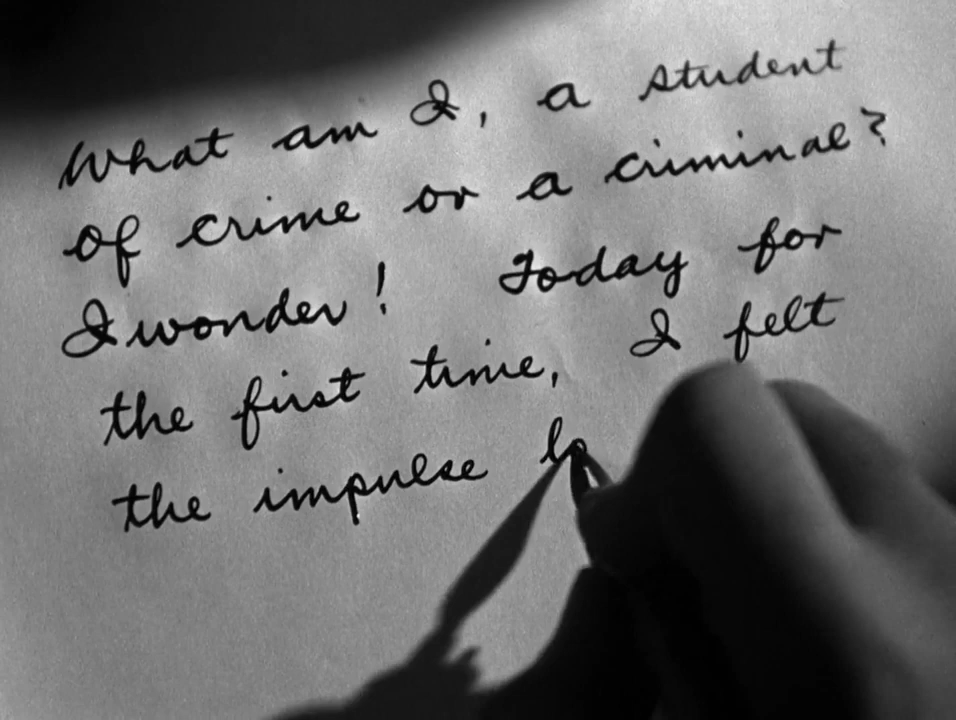 What am I, a student
of crime or a criminal?
I wonder! Today for
the first time, I felt
the impulse